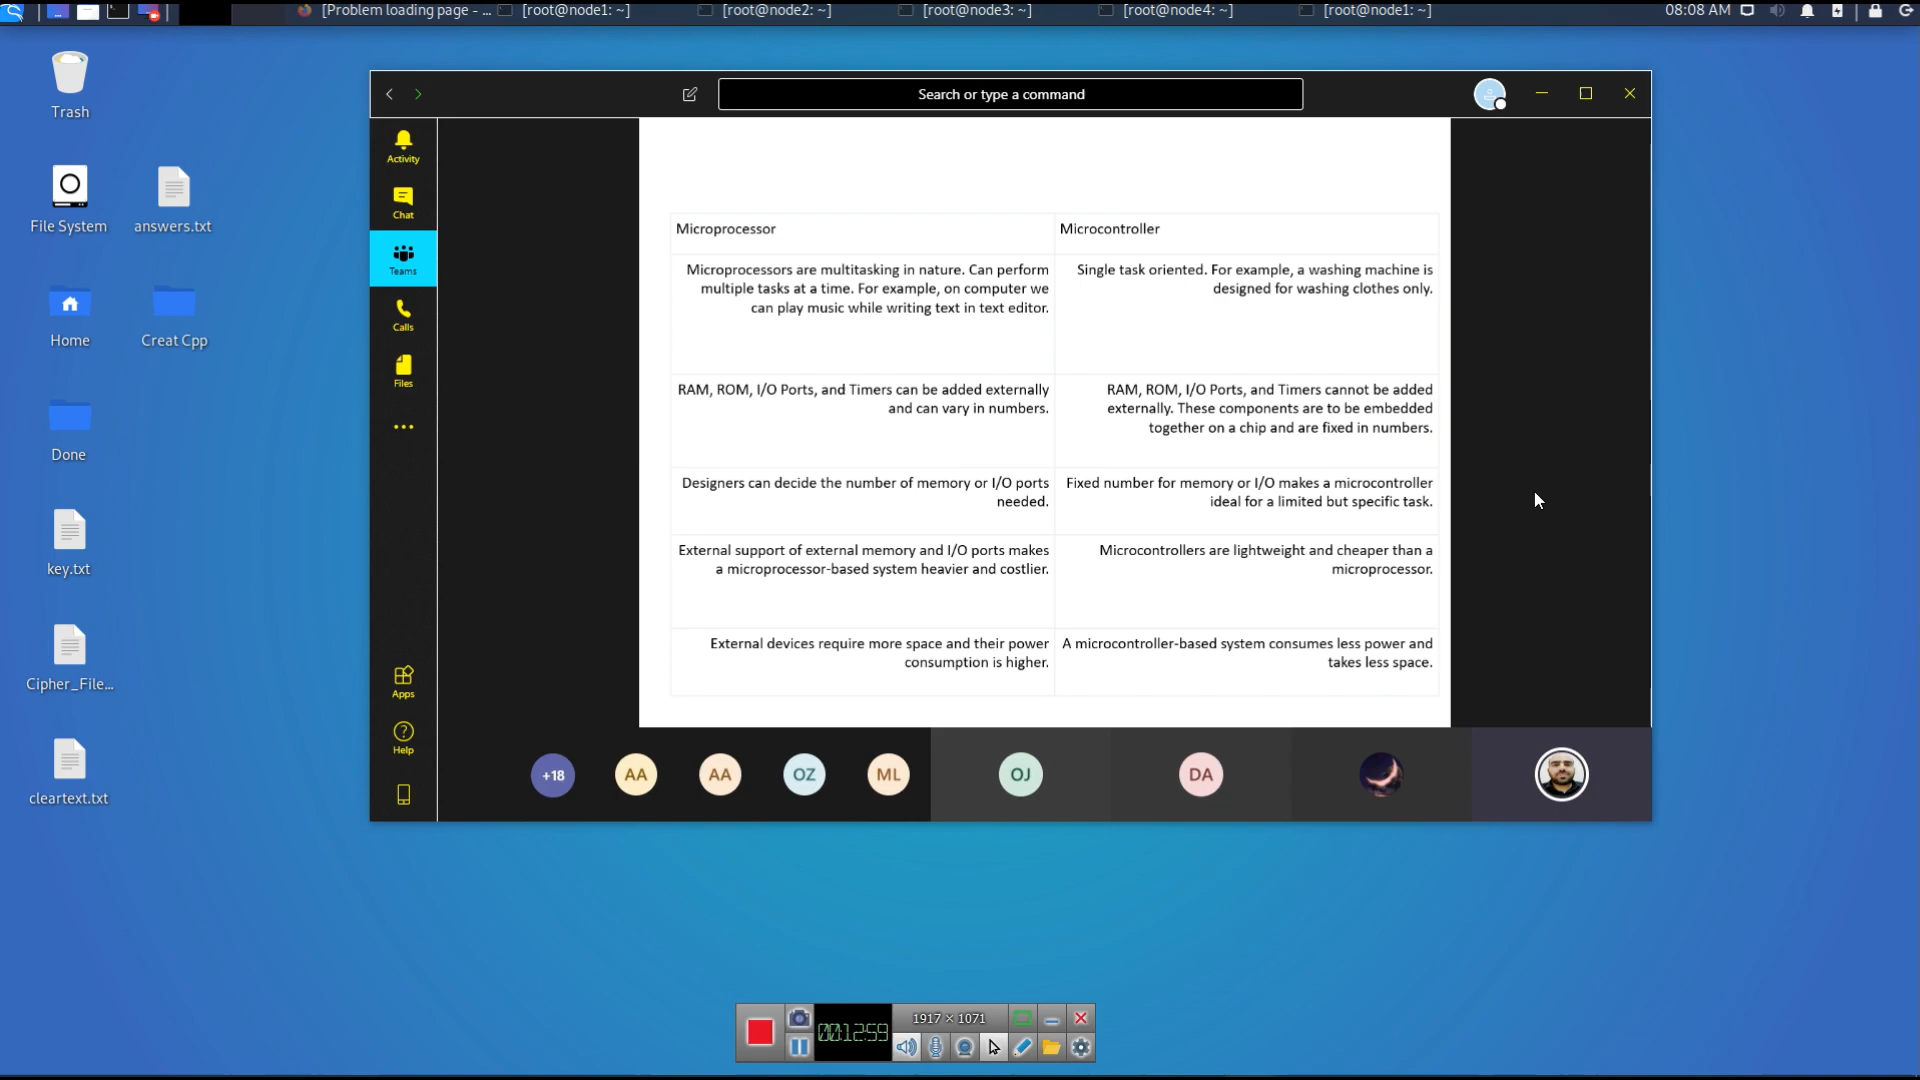 [Problem loading page - ...
[root@node1: ~]
[root@node2: ~]
[root@node3: ~]
[root@node4: ~]
[root@node1: ~]
08:08 AM
Trash
File System
answers.txt
Home
Creat Cpp
Done
key.txt
Cipher_File...
cleartext.txt
Search or type a command
Activity
Chat
Teams
Calls
Files
Apps
Help
Microprocessor
Microcontroller
Microprocessors are multitasking in nature. Can perform
multiple tasks at a time. For example, on computer we
can play music while writing text in text editor.
Single task oriented. For example, a washing machine is
designed for washing clothes only.
RAM, ROM, I/O Ports, and Timers can be added externally
and can vary in numbers.
RAM, ROM, I/O Ports, and Timers cannot be added
externally. These components are to be embedded
together on a chip and are fixed in numbers.
Designers can decide the number of memory or I/O ports
needed.
Fixed number for memory or I/O makes a microcontroller
ideal for a limited but specific task.
External support of external memory and I/O ports makes
a microprocessor-based system heavier and costlier.
Microcontrollers are lightweight and cheaper than a
microprocessor.
External devices require more space and their power
consumption is higher.
A microcontroller-based system consumes less power and
takes less space.
+18
AA
AA
OZ
ML
OJ
DA
00:12:59
1917 × 1071